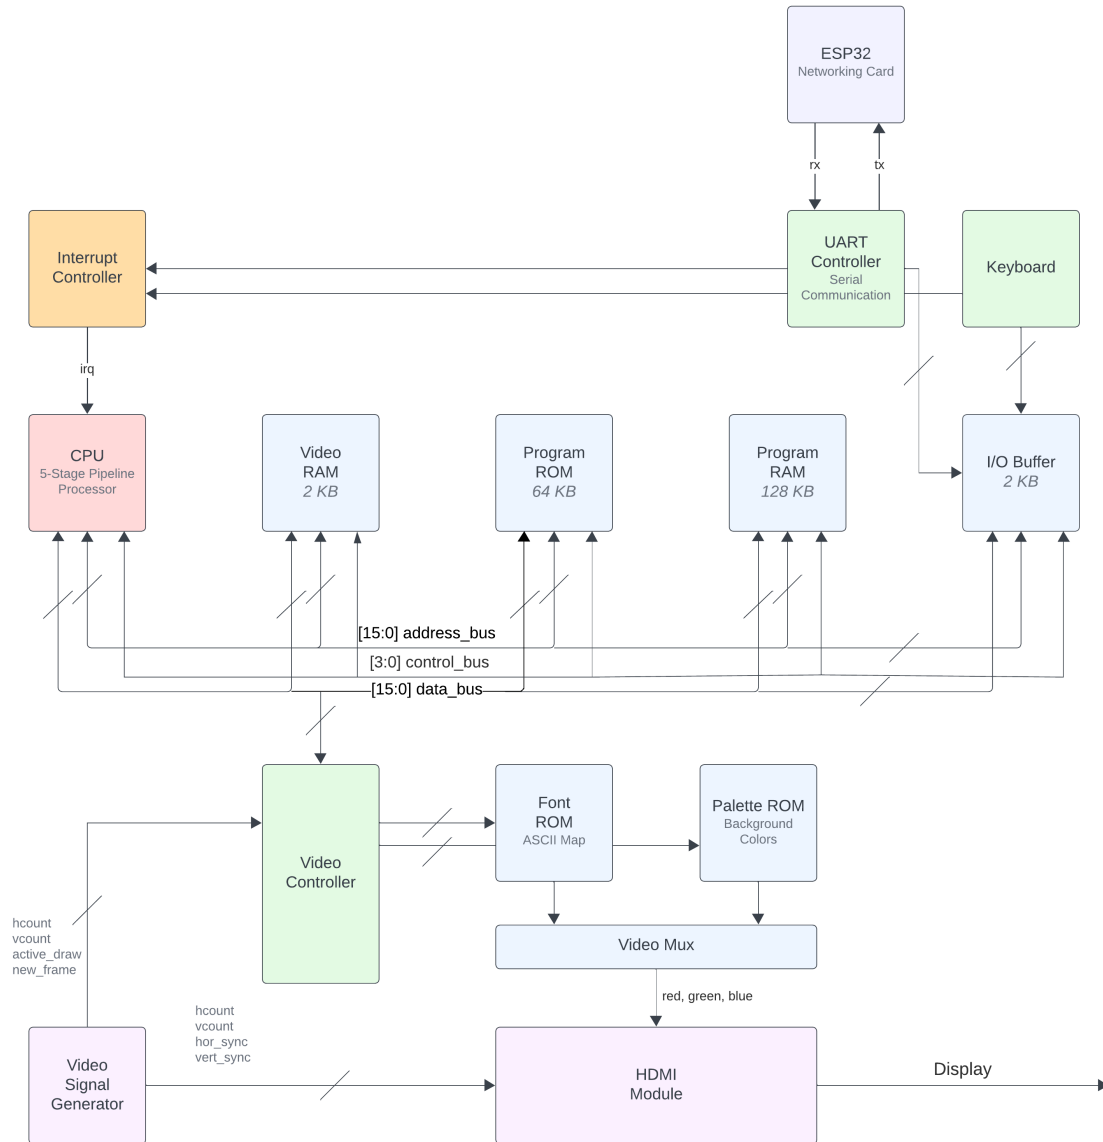 ESP32
Networking Card
rx
tx
Interrupt
Controller
UART
Controller
Serial
Communication
Keyboard
irq
CPU
5-Stage Pipeline
Processor
Video
RAM
2 KB
Program
ROM
64 KB
Program
RAM
128 KB
I/O Buffer
2 KB
[15:0] address_bus
[3:0] control_bus
[15:0] data_bus
Video
Controller
Font
ROM
ASCII Map
Palette ROM
Background
Colors
Video Mux
hcount
vcount
active_draw
new_frame
red, green, blue
hcount
vcount
hor_sync
vert_sync
Video
Signal
Generator
HDMI
Module
Display